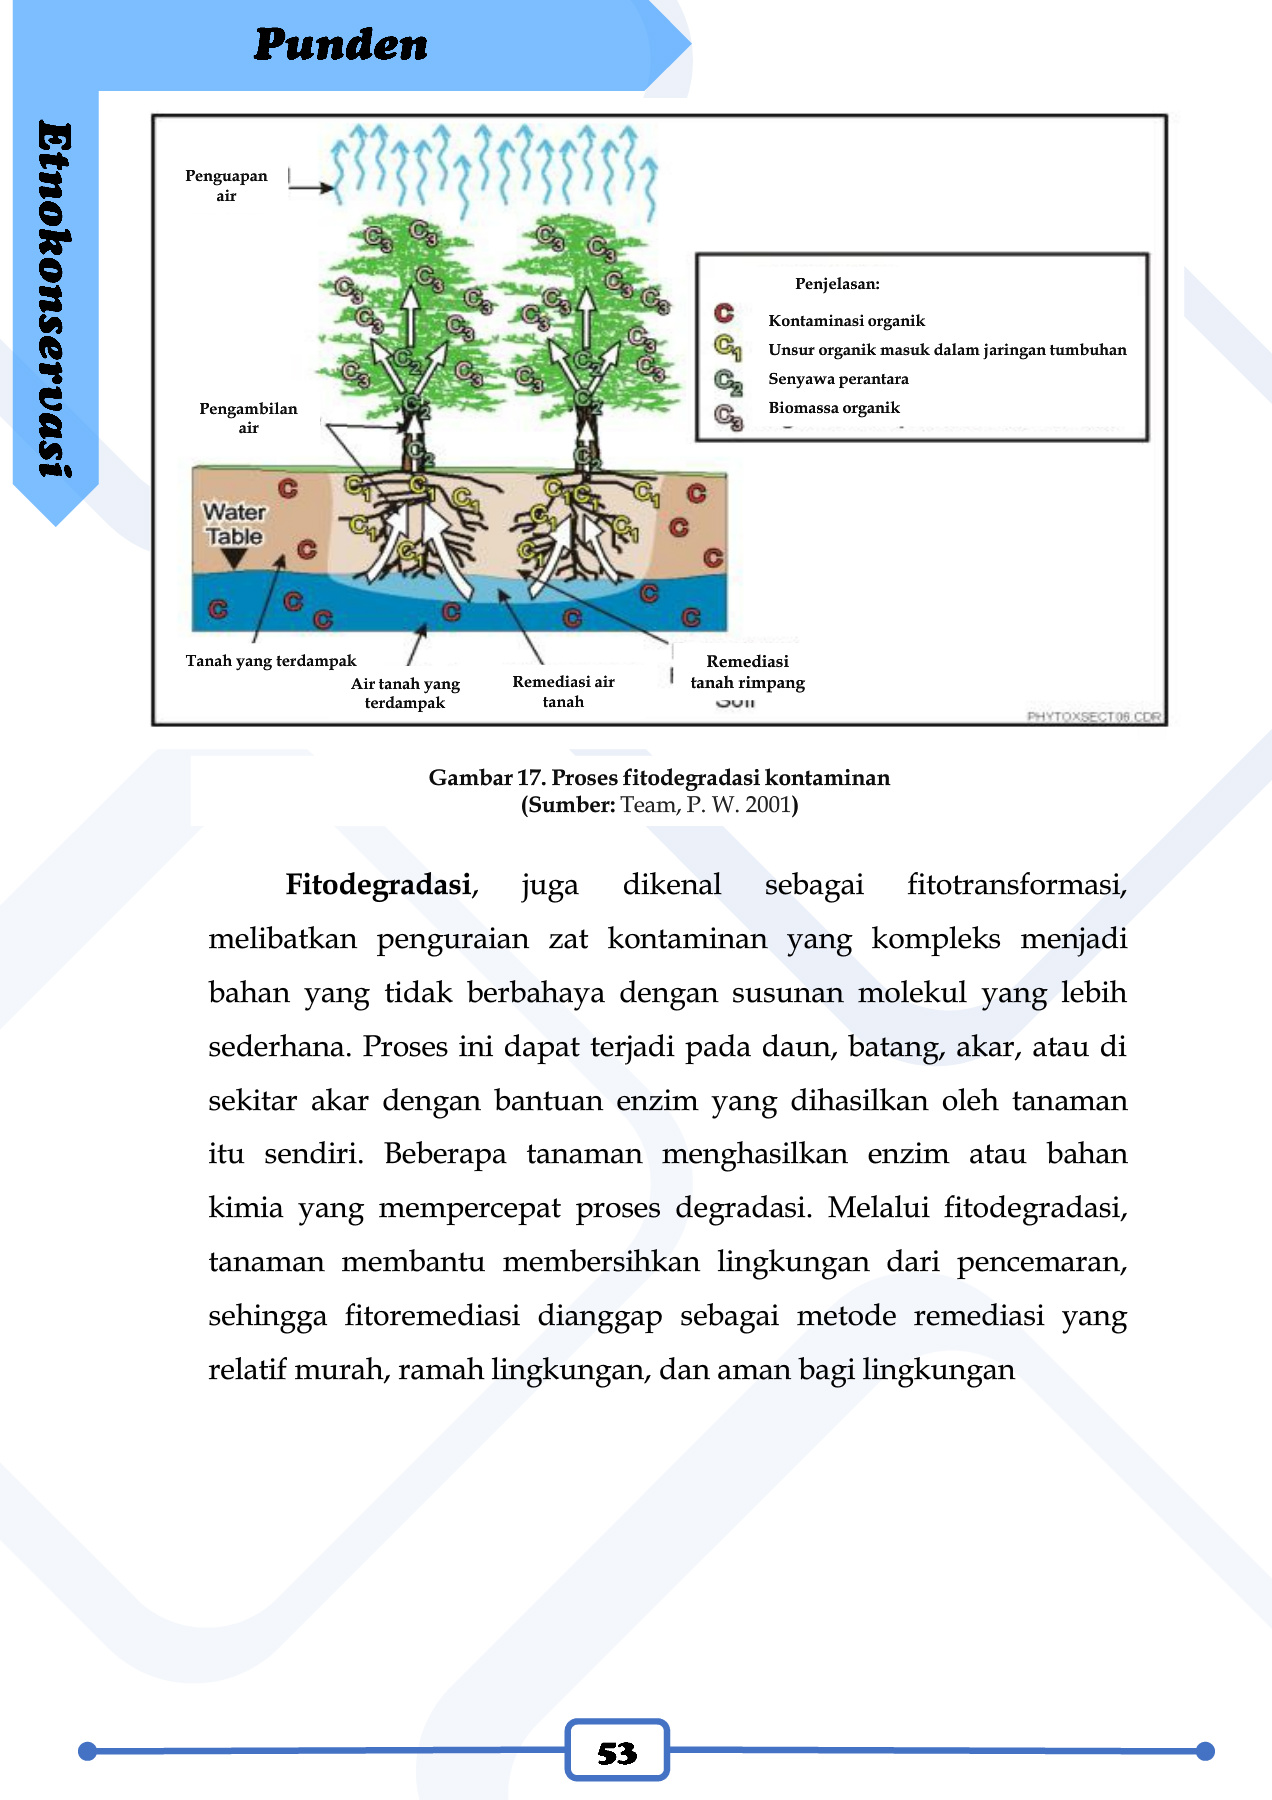 Punden
Etnokonservasi
Penguapan
air
Penjelasan:
C Kontaminasi organik
C1 Unsur organik masuk dalam jaringan tumbuhan
C2 Senyawa perantara
C3 Biomassa organik
Pengambilan
air
Water
Table
Tanah yang terdampak
Air tanah yang
terdampak
Remediasi air
tanah
Remediasi
tanah rimpang
PHYTOXSECT06.CDR
Gambar 17. Proses fitodegradasi kontaminan
(Sumber: Team, P. W. 2001)
Fitodegradasi, juga dikenal sebagai fitotransformasi,
melibatkan penguraian zat kontaminan yang kompleks menjadi
bahan yang tidak berbahaya dengan susunan molekul yang lebih
sederhana. Proses ini dapat terjadi pada daun, batang, akar, atau di
sekitar akar dengan bantuan enzim yang dihasilkan oleh tanaman
itu sendiri. Beberapa tanaman menghasilkan enzim atau bahan
kimia yang mempercepat proses degradasi. Melalui fitodegradasi,
tanaman membantu membersihkan lingkungan dari pencemaran,
sehingga fitoremediasi dianggap sebagai metode remediasi yang
relatif murah, ramah lingkungan, dan aman bagi lingkungan
53